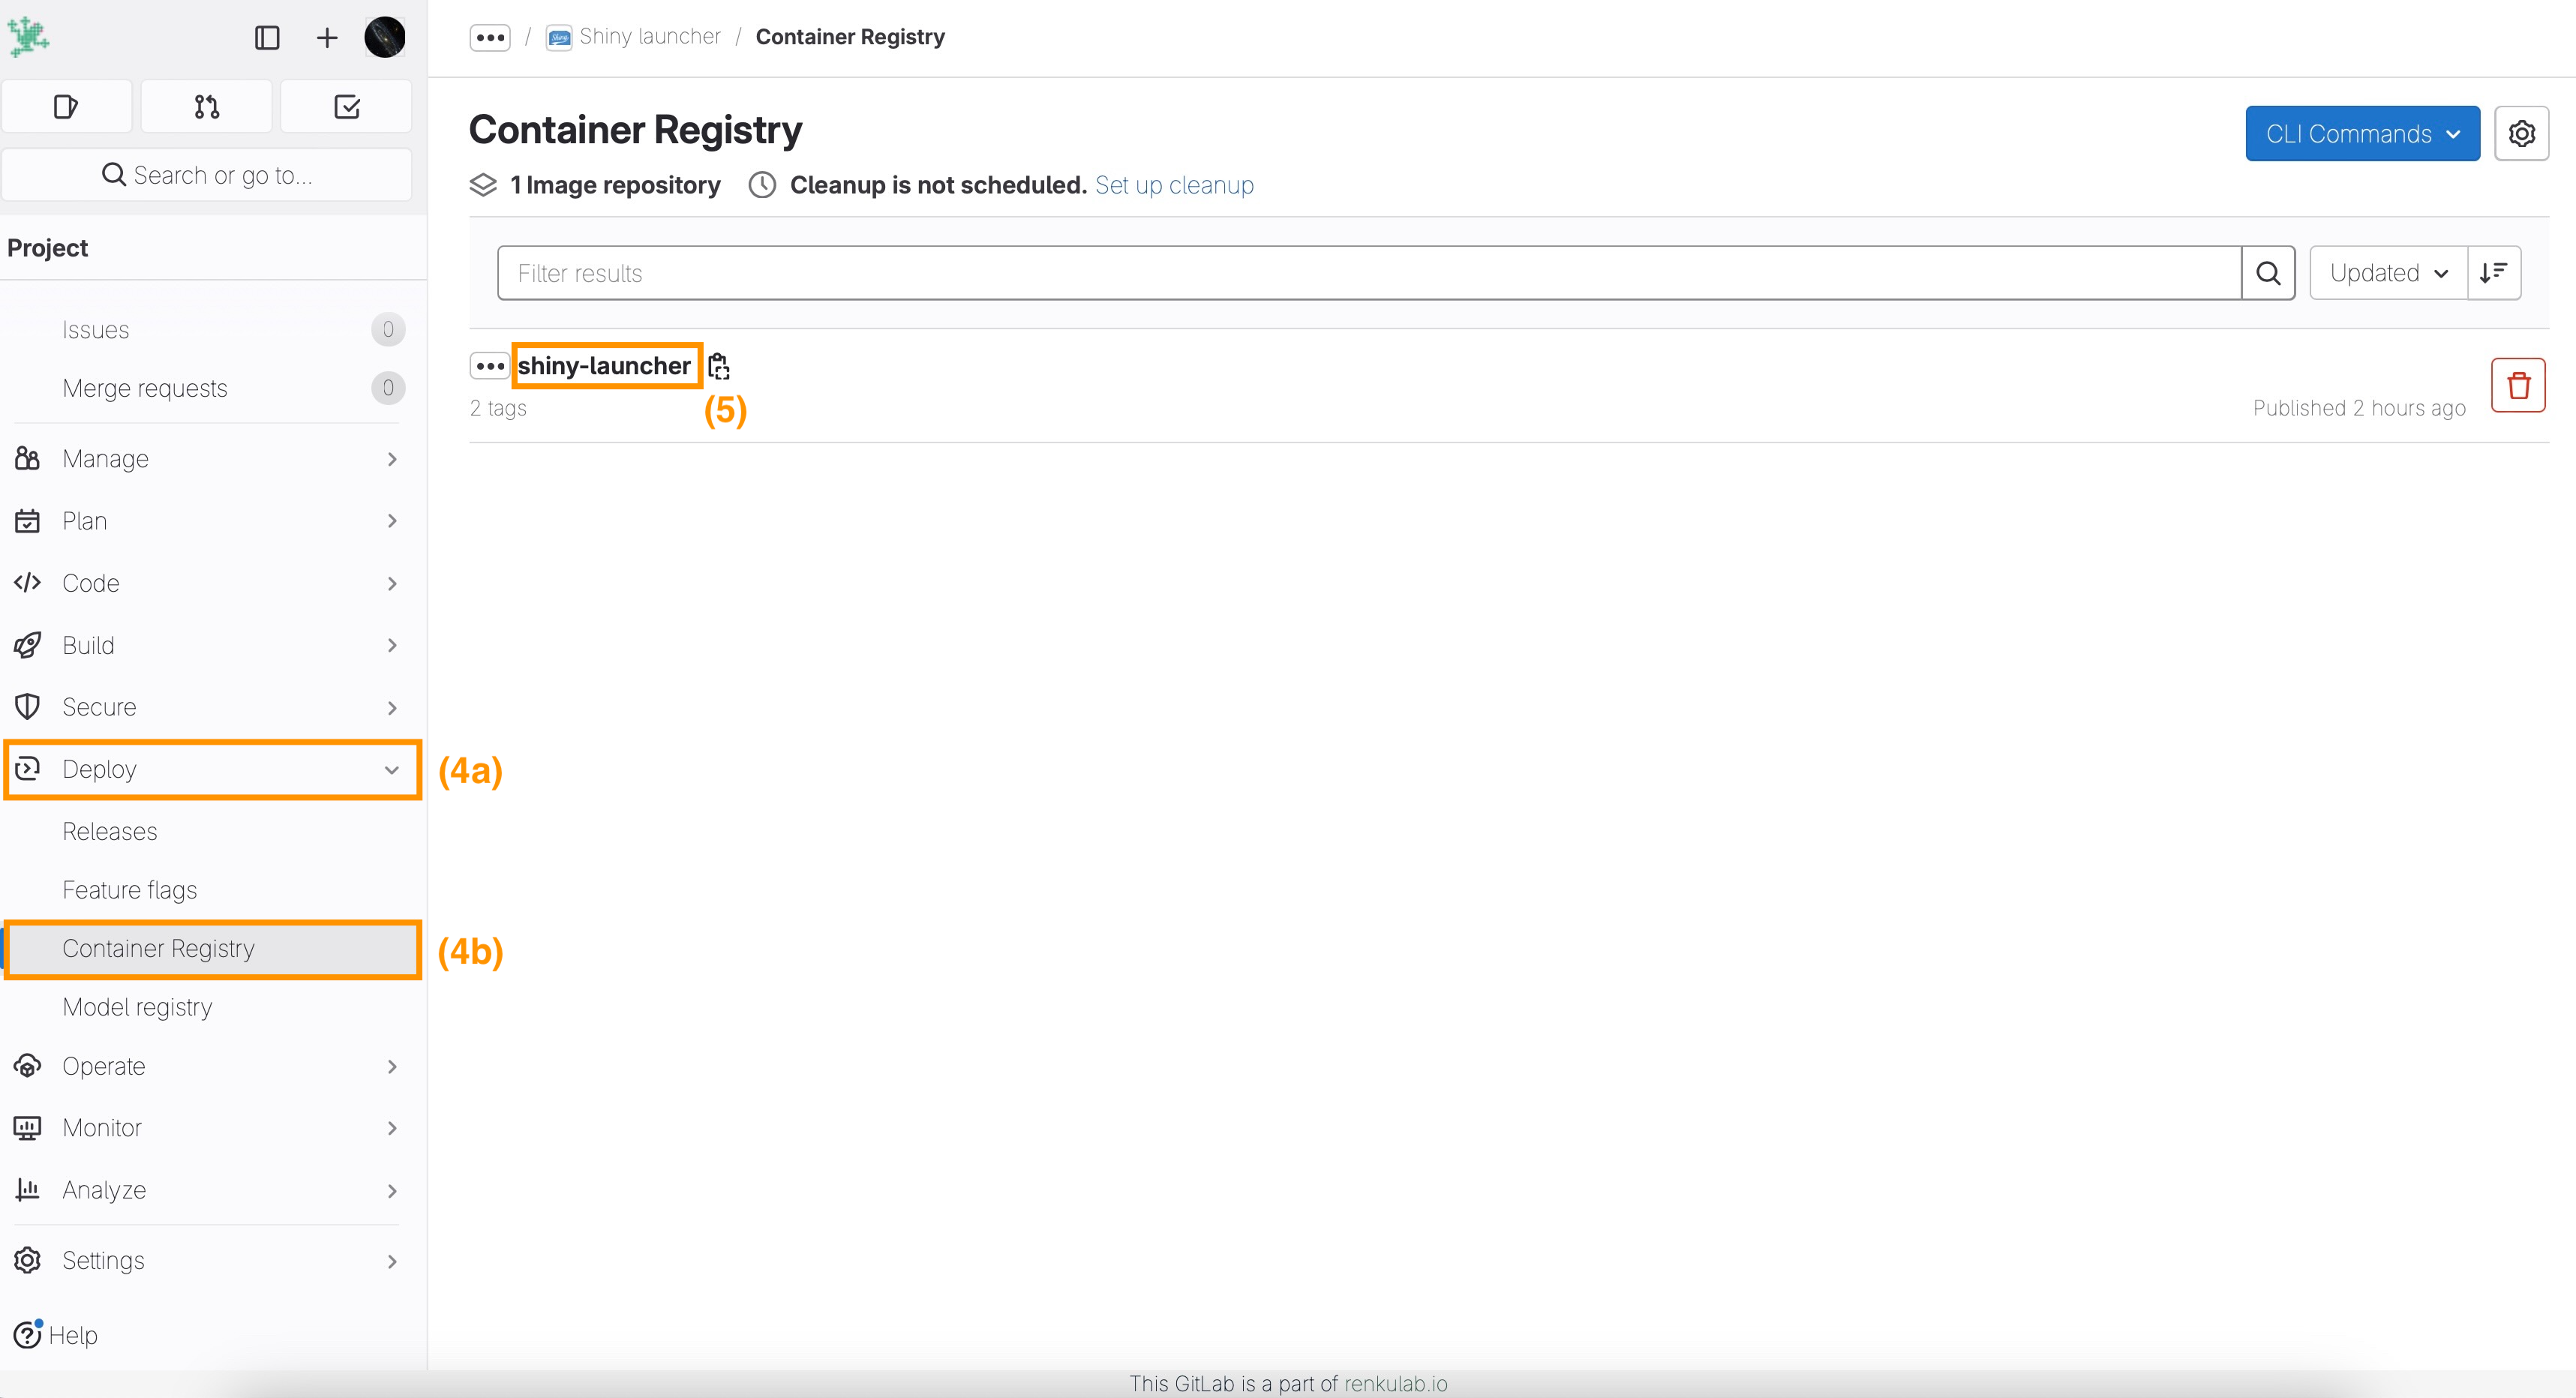 / Shiny launcher / Container Registry
Search or go to...
Project
Issues 0
Merge requests 0
Manage
Plan
Code
Build
Secure
Deploy
(4a)
Releases
Feature flags
Container Registry
(4b)
Model registry
Operate
Monitor
Analyze
Settings
Help
Container Registry
CLI Commands
1 Image repository
Cleanup is not scheduled. Set up cleanup
Filter results
Updated
shiny-launcher
2 tags
(5)
Published 2 hours ago
This GitLab is a part of renkulab.io